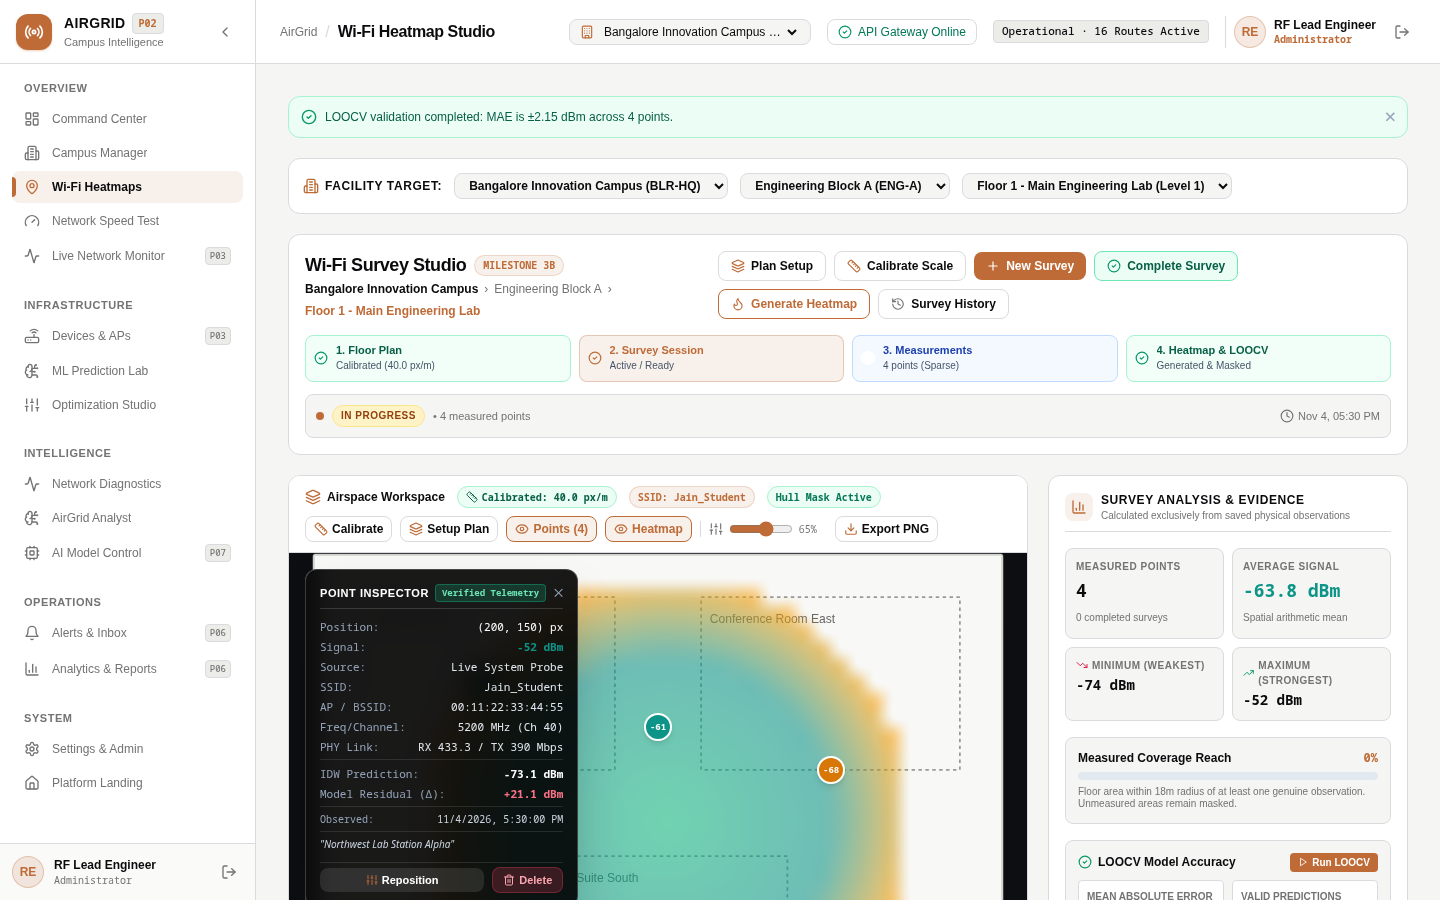 AIRGRID P02
Campus Intelligence
OVERVIEW
Command Center
Campus Manager
Wi-Fi Heatmaps
Network Speed Test
Live Network Monitor P03
INFRASTRUCTURE
Devices & APs P03
ML Prediction Lab
Optimization Studio
INTELLIGENCE
Network Diagnostics
AirGrid Analyst
AI Model Control P07
OPERATIONS
Alerts & Inbox P06
Analytics & Reports P06
SYSTEM
Settings & Admin
Platform Landing
RE RF Lead Engineer
Administrator
AirGrid / Wi-Fi Heatmap Studio
Bangalore Innovation Campus ...
API Gateway Online
Operational · 16 Routes Active
RE RF Lead Engineer
Administrator
LOOCV validation completed: MAE is ±2.15 dBm across 4 points.
FACILITY TARGET: Bangalore Innovation Campus (BLR-HQ) Engineering Block A (ENG-A) Floor 1 - Main Engineering Lab (Level 1)
Wi-Fi Survey Studio MILESTONE 3B
Bangalore Innovation Campus › Engineering Block A ›
Floor 1 - Main Engineering Lab
Plan Setup Calibrate Scale New Survey Complete Survey
Generate Heatmap Survey History
1. Floor Plan
Calibrated (40.0 px/m)
2. Survey Session
Active / Ready
3. Measurements
4 points (Sparse)
4. Heatmap & LOOCV
Generated & Masked
IN PROGRESS • 4 measured points Nov 4, 05:30 PM
Airspace Workspace Calibrated: 40.0 px/m SSID: Jain_Student Hull Mask Active
Calibrate Setup Plan Points (4) Heatmap 65% Export PNG
POINT INSPECTOR Verified Telemetry
Position: (200, 150) px
Signal: -52 dBm
Source: Live System Probe
SSID: Jain_Student
AP / BSSID: 00:11:22:33:44:55
Freq/Channel: 5200 MHz (Ch 40)
PHY Link: RX 433.3 / TX 390 Mbps
IDW Prediction: -73.1 dBm
Model Residual (Δ): +21.1 dBm
Observed: 11/4/2026, 5:30:00 PM
"Northwest Lab Station Alpha"
Reposition Delete
Conference Room East
-61
-68
Suite South
SURVEY ANALYSIS & EVIDENCE
Calculated exclusively from saved physical observations
MEASURED POINTS
4
0 completed surveys
AVERAGE SIGNAL
-63.8 dBm
Spatial arithmetic mean
MINIMUM (WEAKEST)
-74 dBm
MAXIMUM
(STRONGEST)
-52 dBm
Measured Coverage Reach 0%
Floor area within 18m radius of at least one genuine observation.
Unmeasured areas remain masked.
LOOCV Model Accuracy Run LOOCV
MEAN ABSOLUTE ERROR
VALID PREDICTIONS